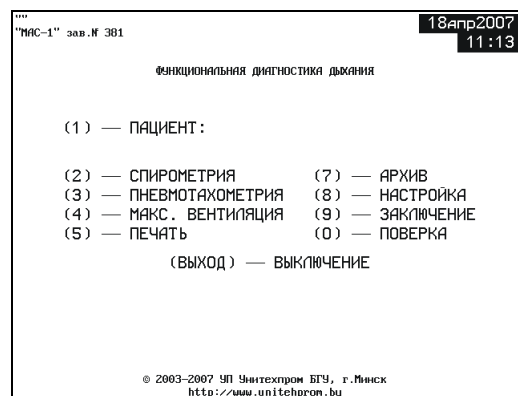 ""
"МАС-1" зав.№ 381
18апр2007
11:13
ФУНКЦИОНАЛЬНАЯ ДИАГНОСТИКА ДЫХАНИЯ
(1) — ПАЦИЕНТ:
(2) — СПИРОМЕТРИЯ (7) — АРХИВ
(3) — ПНЕВМОТАХОМЕТРИЯ (8) — НАСТРОЙКА
(4) — МАКС. ВЕНТИЛЯЦИЯ (9) — ЗАКЛЮЧЕНИЕ
(5) — ПЕЧАТЬ (0) — ПОВЕРКА
(ВЫХОД) — ВЫКЛЮЧЕНИЕ
© 2003-2007 УП Унитехпром БГУ, г.Минск
http://www.unitehprom.by